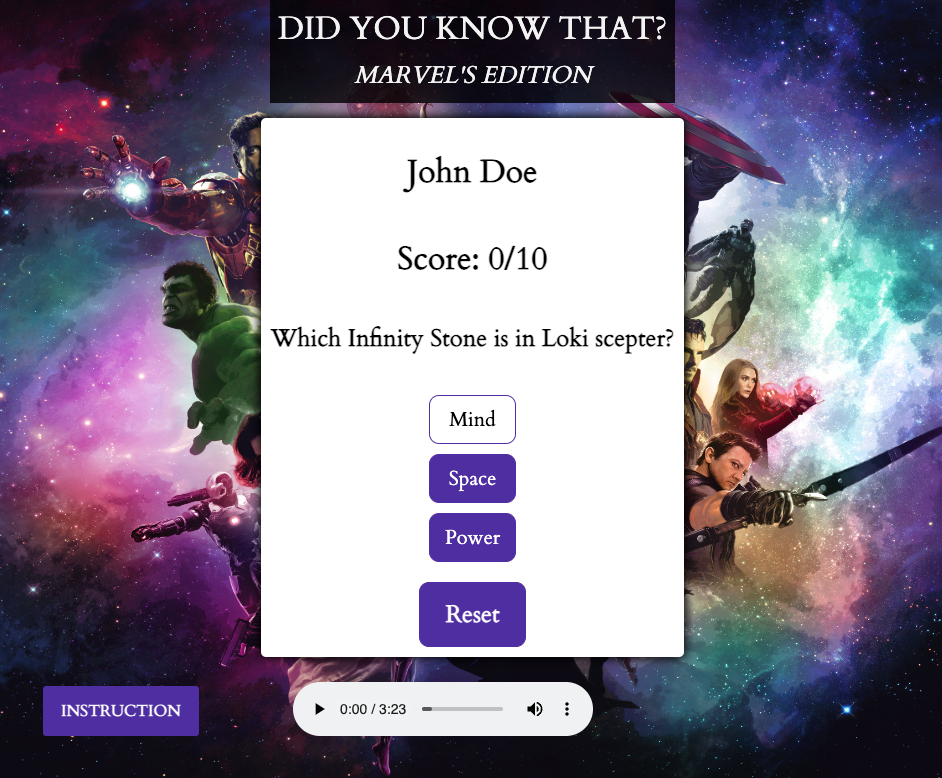 DID YOU KNOW THAT?
MARVEL'S EDITION
John Doe
Score: 0/10
Which Infinity Stone is in Loki scepter?
Mind
Space
Power
Reset
INSTRUCTION
0:00 / 3:23